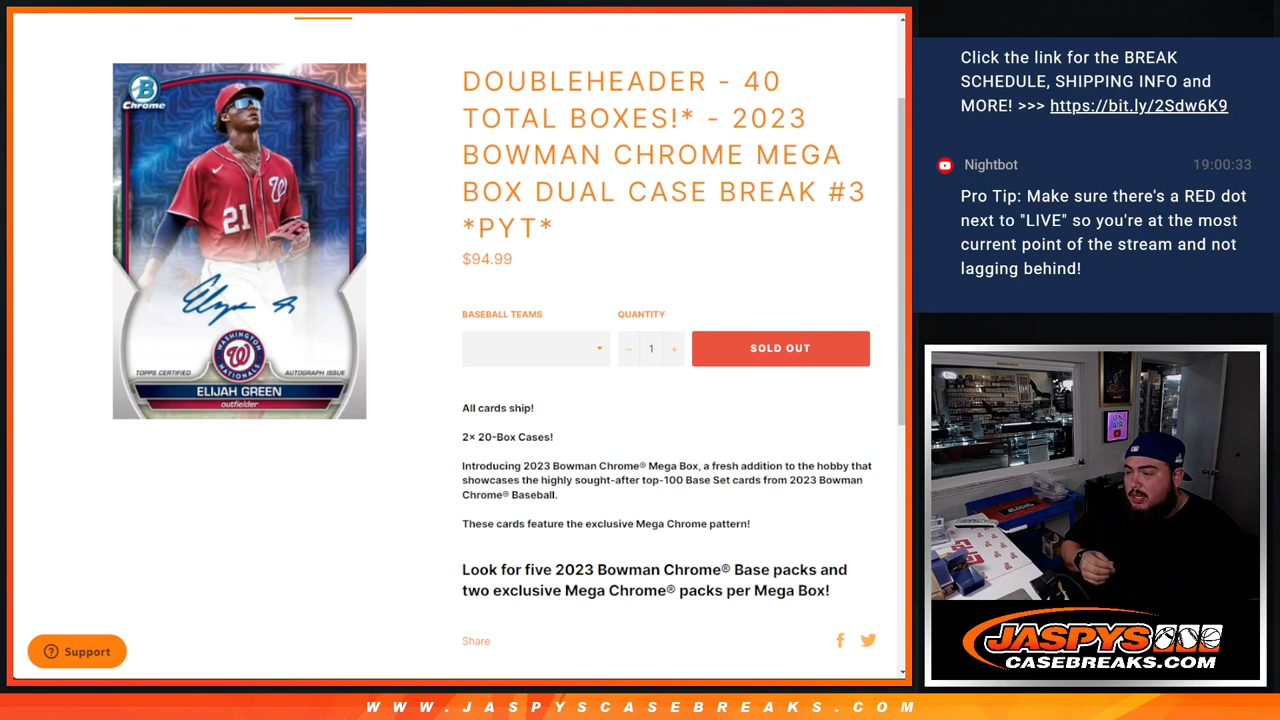 DOUBLEHEADER - 40
TOTAL BOXES!* - 2023
BOWMAN CHROME MEGA
BOX DUAL CASE BREAK #3
*PYT*
$94.99
BASEBALL TEAMS
QUANTITY
− 1 +
SOLD OUT
All cards ship!
2x 20-Box Cases!
Introducing 2023 Bowman Chrome® Mega Box, a fresh addition to the hobby that
showcases the highly sought-after top-100 Base Set cards from 2023 Bowman
Chrome® Baseball.
These cards feature the exclusive Mega Chrome pattern!
Look for five 2023 Bowman Chrome® Base packs and
two exclusive Mega Chrome® packs per Mega Box!
Share
Support
B
Chrome
W
21
WASHINGTON
W
NATIONALS
TOPPS CERTIFIED
AUTOGRAPH ISSUE
ELIJAH GREEN
outfielder
Click the link for the BREAK
SCHEDULE, SHIPPING INFO and
MORE! >>> https://bit.ly/2Sdw6K9
Nightbot
19:00:33
Pro Tip: Make sure there's a RED dot
next to "LIVE" so you're at the most
current point of the stream and not
lagging behind!
ON
AIR
JASPYS
CASEBREAKS.COM
WWW.JASPYSCASEBREAKS.COM